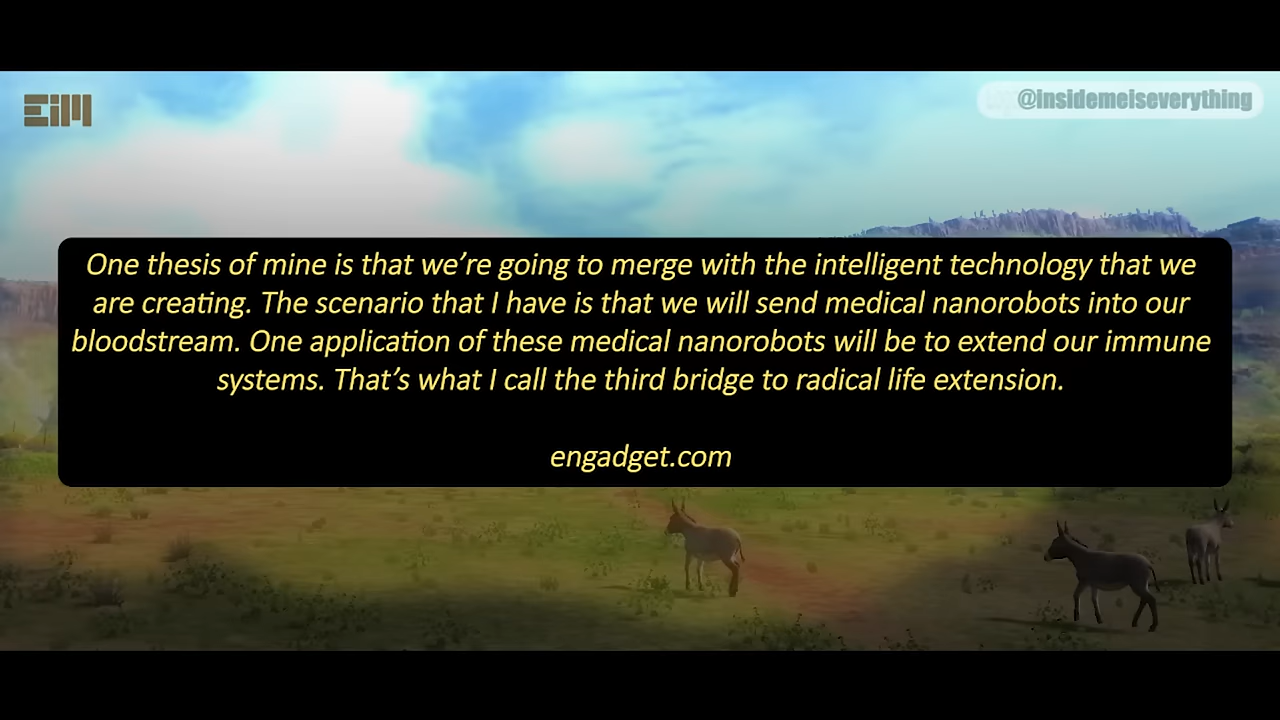 EiM
@insidemeiseverything
One thesis of mine is that we’re going to merge with the intelligent technology that we
are creating. The scenario that I have is that we will send medical nanorobots into our
bloodstream. One application of these medical nanorobots will be to extend our immune
systems. That’s what I call the third bridge to radical life extension.
engadget.com